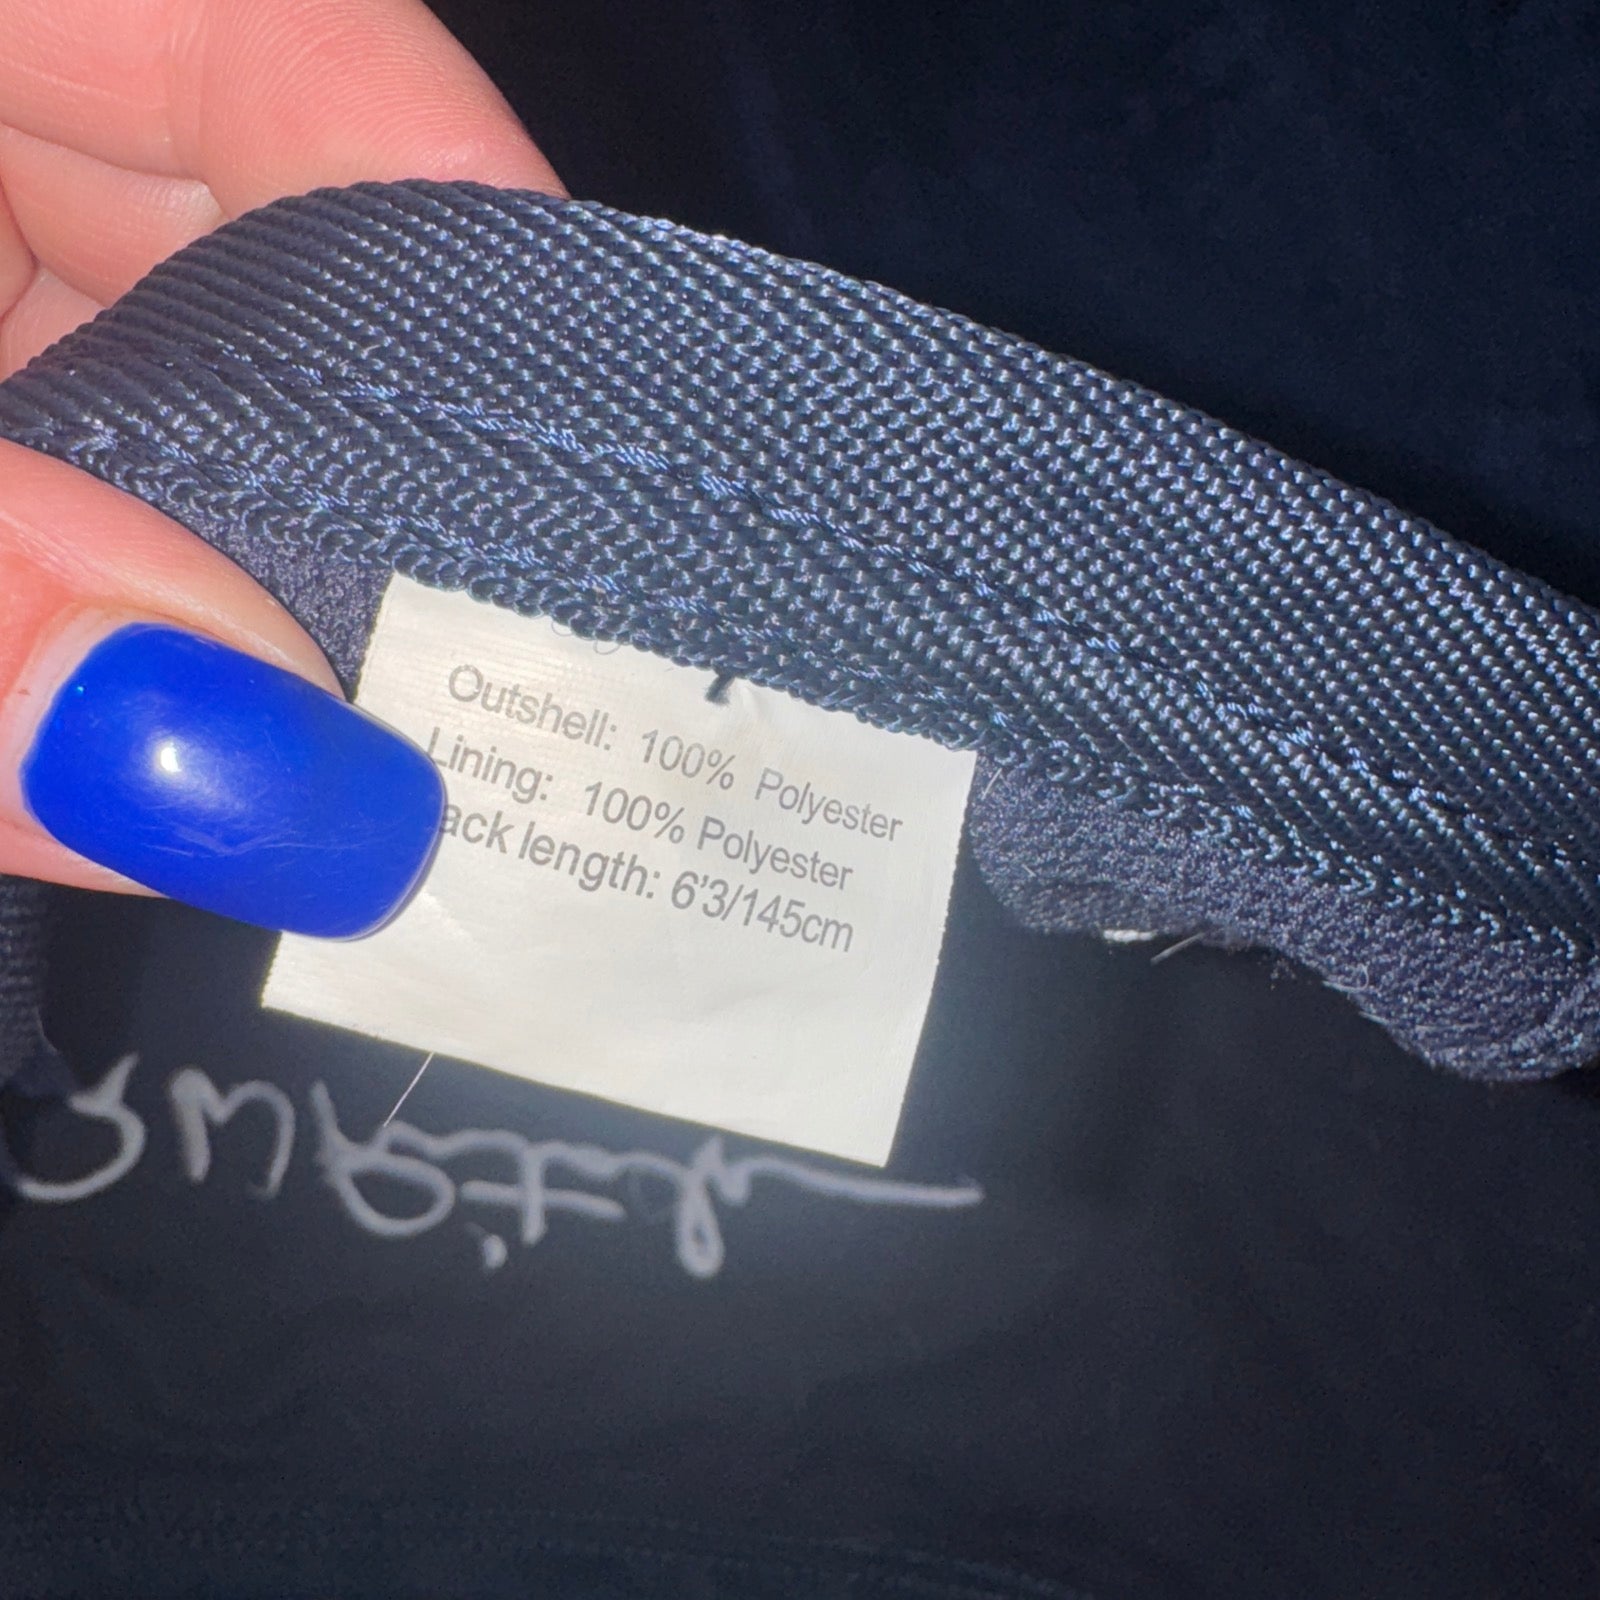 Outshell: 100% Polyester
Lining: 100% Polyester
ack length: 6'3/145cm